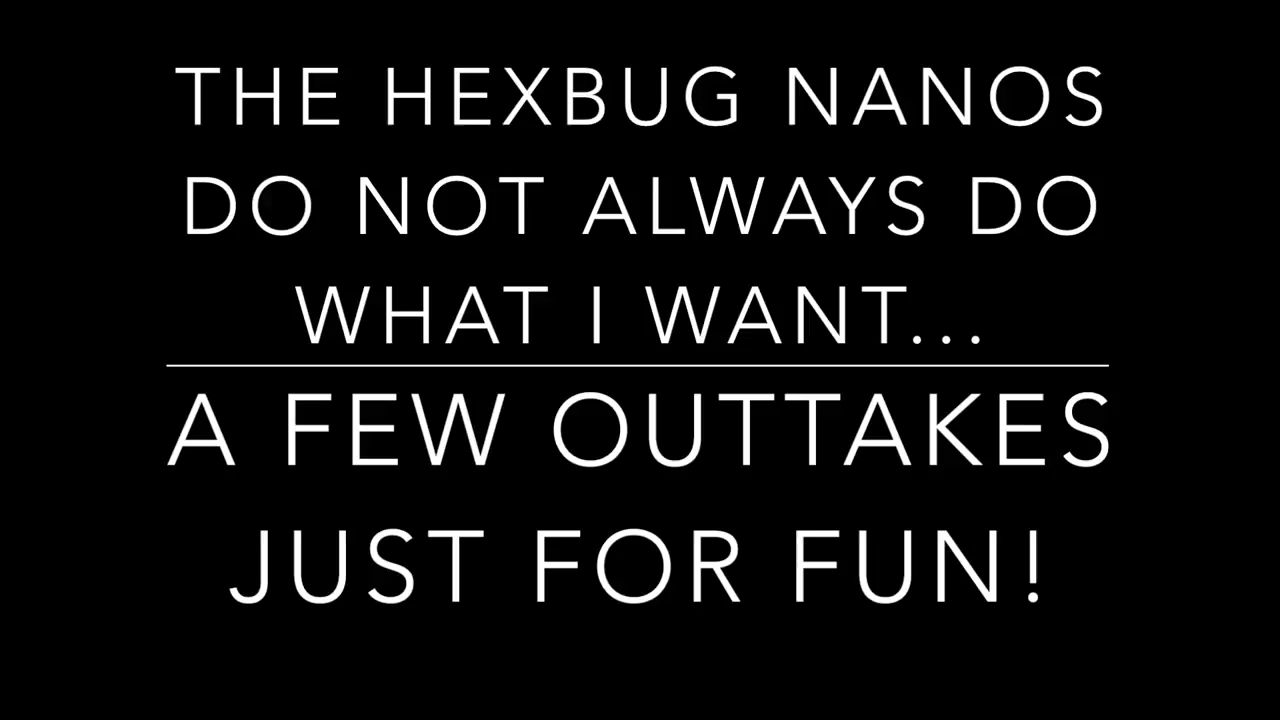 THE HEXBUG NANOS
DO NOT ALWAYS DO
WHAT I WANT...
A FEW OUTTAKES
JUST FOR FUN!